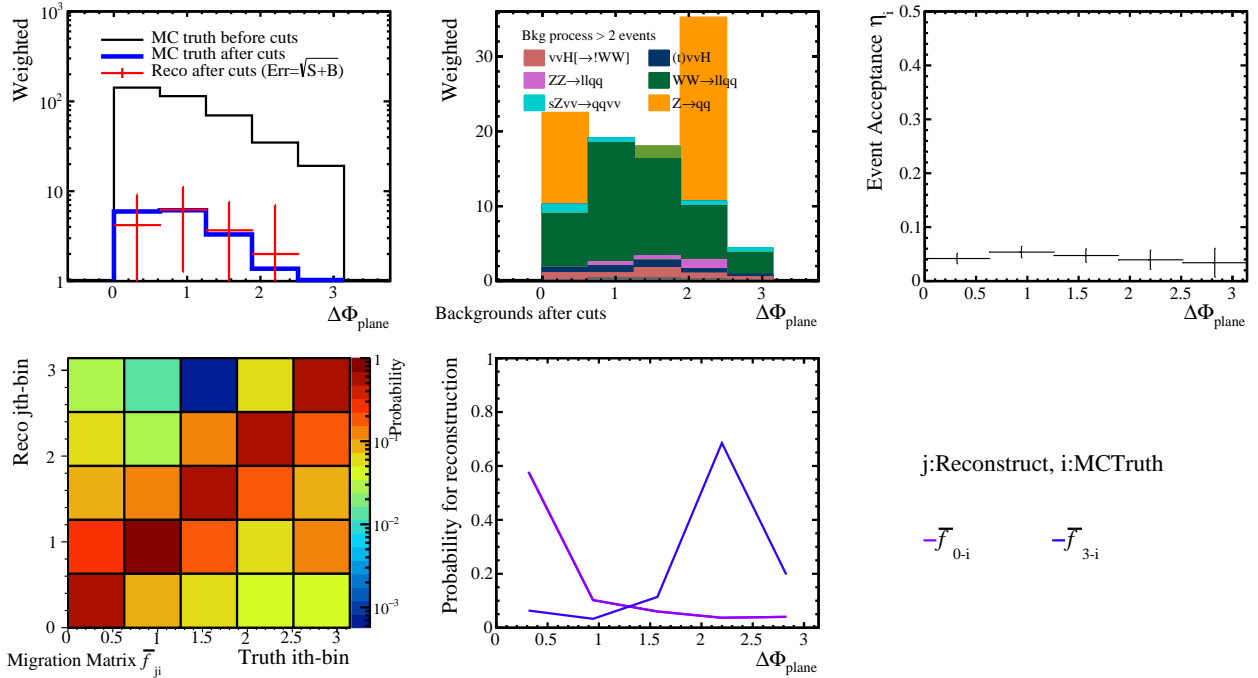 Weighted
10³
10²
10
1
MC truth before cuts
MC truth after cuts
Reco after cuts (Err=√S+B)
0 1 2 3
ΔΦplane
Weighted
30
20
10
0
Bkg process > 2 events
vvH[→!WW] (t)vvH
ZZ→llqq WW→llqq
sZvv→qqvv Z→qq
0 1 2 3
Backgrounds after cuts
ΔΦplane
Event Acceptance ηi
0.5
0.4
0.3
0.2
0.1
0
0 0.5 1 1.5 2 2.5 3
ΔΦplane
Reco jth-bin
3
2
1
0
0 0.5 1 1.5 2 2.5 3
Migration Matrix f̅ji
Truth ith-bin
Probability
1
10⁻¹
10⁻²
10⁻³
Probability for reconstruction
1
0.8
0.6
0.4
0.2
0
0 0.5 1 1.5 2 2.5 3
ΔΦplane
j:Reconstruct, i:MCTruth
f̅0-i f̅3-i